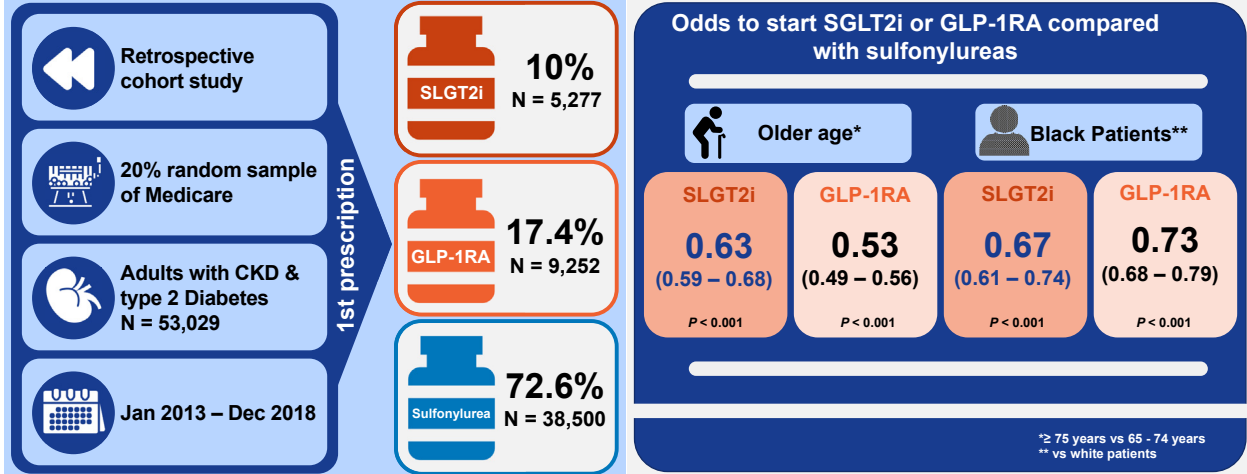 Retrospective
cohort study
20% random sample
of Medicare
Adults with CKD &
type 2 Diabetes
N = 53,029
Jan 2013 – Dec 2018
1st prescription
SLGT2i
10%
N = 5,277
GLP-1RA
17.4%
N = 9,252
Sulfonylurea
72.6%
N = 38,500
Odds to start SGLT2i or GLP-1RA compared
with sulfonylureas
Older age*
Black Patients**
SLGT2i
0.63
(0.59 – 0.68)
P < 0.001
GLP-1RA
0.53
(0.49 – 0.56)
P < 0.001
SLGT2i
0.67
(0.61 – 0.74)
P < 0.001
GLP-1RA
0.73
(0.68 – 0.79)
P < 0.001
*≥ 75 years vs 65 - 74 years
** vs white patients